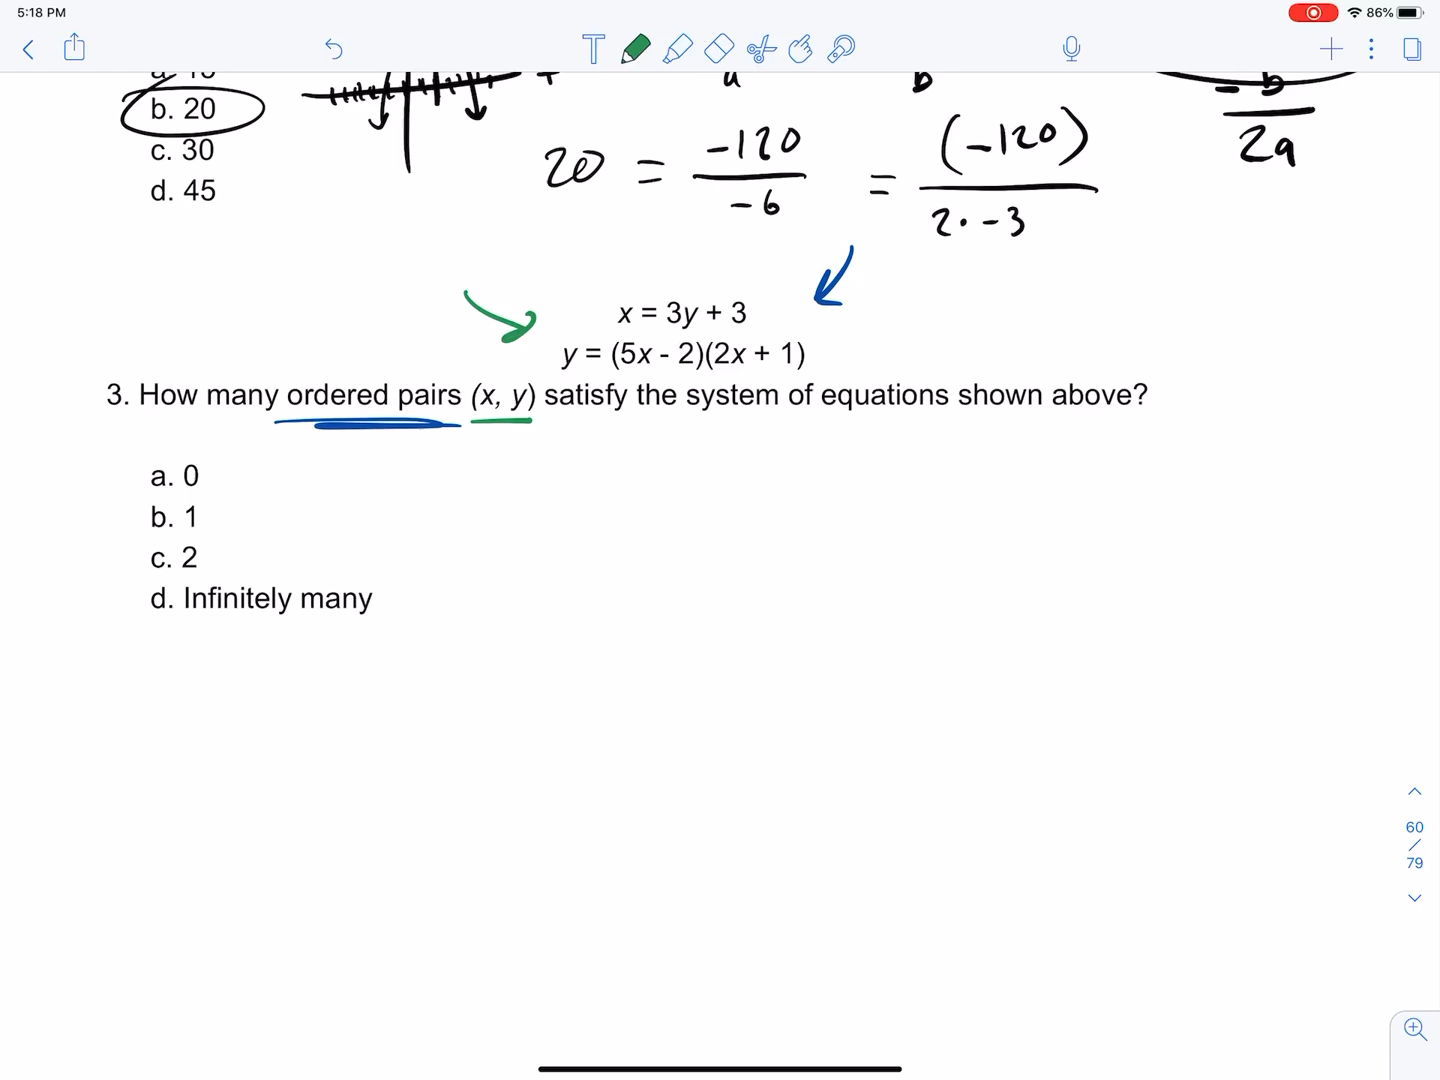 5:18 PM
86%
b. 20
c. 30
d. 45
a
b
- b
2a
20 = -120 = (-120)
-6
2 · -3
x = 3y + 3
y = (5x - 2)(2x + 1)
3. How many ordered pairs (x, y) satisfy the system of equations shown above?
a. 0
b. 1
c. 2
d. Infinitely many
60
/
79